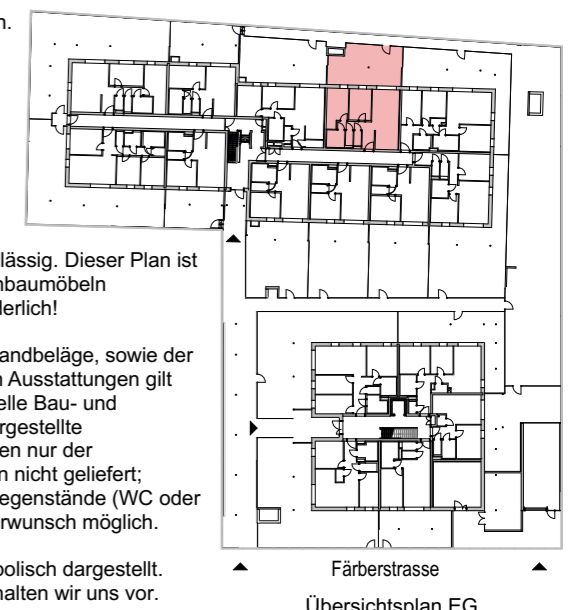 n.
lässig. Dieser Plan ist
nbaumöbeln
derlich!
andbeläge, sowie der
n Ausstattungen gilt
elle Bau- und
rgestellte
en nur der
n nicht geliefert;
egenstände (WC oder
rwunsch möglich.
bolisch dargestellt.
halten wir uns vor.
Färberstrasse
Übersichtsplan EG